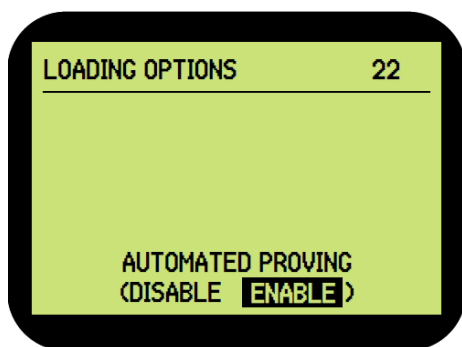 LOADING OPTIONS 22
AUTOMATED PROVING
(DISABLE ENABLE)